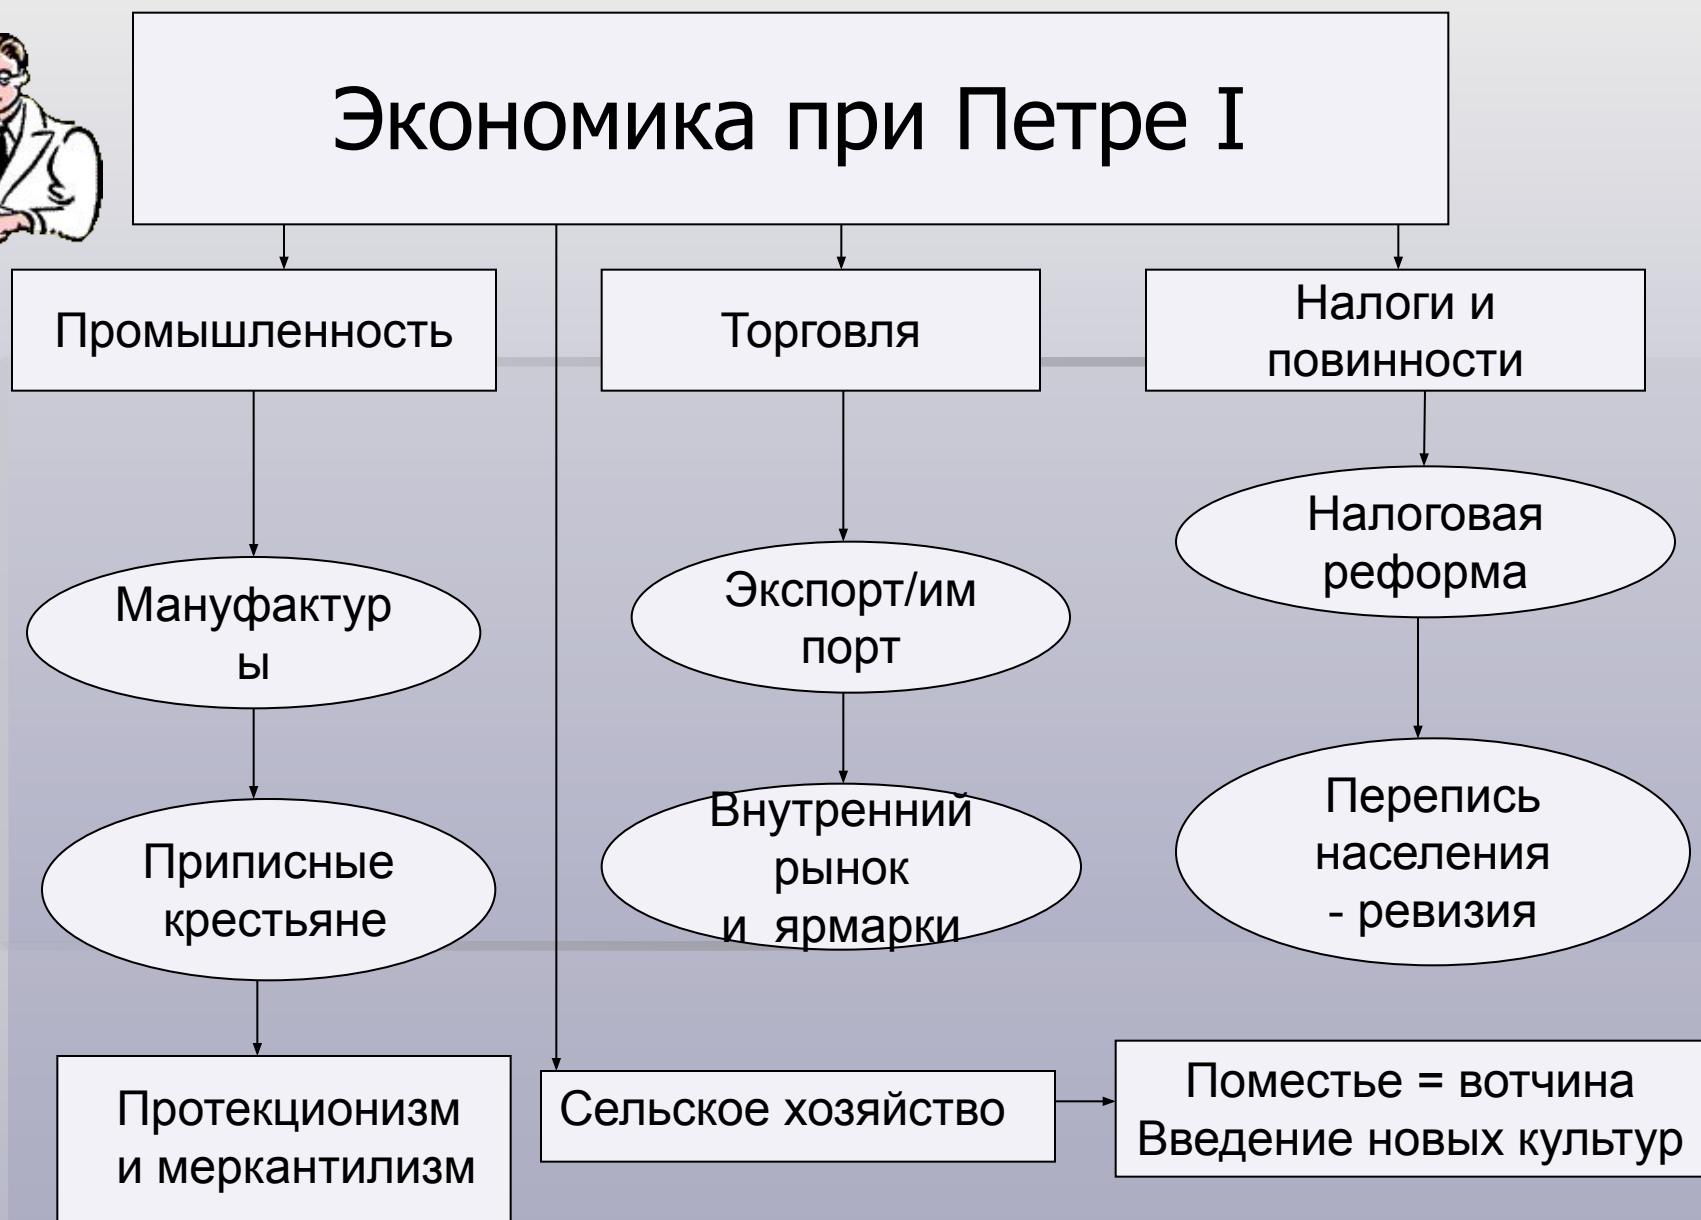 Экономика при Петре I
Промышленность
Торговля
Налоги и
повинности
Мануфактур
ы
Экспорт/им
порт
Налоговая
реформа
Приписные
крестьяне
Внутренний
рынок
и ярмарки
Перепись
населения
- ревизия
Протекционизм
и меркантилизм
Сельское хозяйство
Поместье = вотчина
Введение новых культур